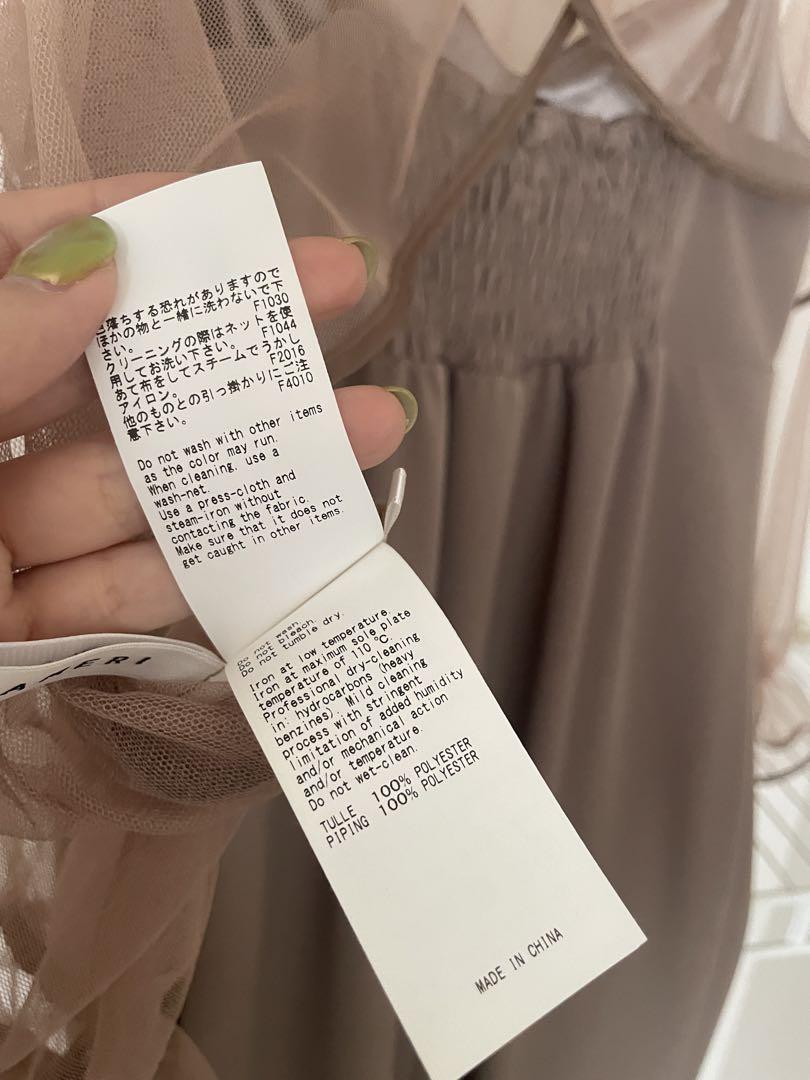 色落ちする恐れがありますので
ほかの物と一緒に洗わないで下
さい。 F1030
クリーニングの際はネットを使
用してお洗い下さい。 F1044
あて布をしてスチームでうかし
アイロン。 F2016
他のものとの引っ掛かりにご注
意下さい。 F4010
Do not wash with other items
as the color may run.
When cleaning, use a
wash-net.
Use a press-cloth and
steam-iron without
contacting the fabric.
Make sure that it does not
get caught in other items.
Do not wash.
Do not bleach.
Do not tumble dry.
Iron at low temperature.
Iron at maximum sole plate
temperature of 110 ℃.
Professional dry-cleaning
in: hydrocarbons (heavy
benzines). Mild cleaning
process with stringent
limitation of added humidity
and/or mechanical action
and/or temperature.
Do not wet-clean.
TULLE 100% POLYESTER
PIPING 100% POLYESTER
MADE IN CHINA